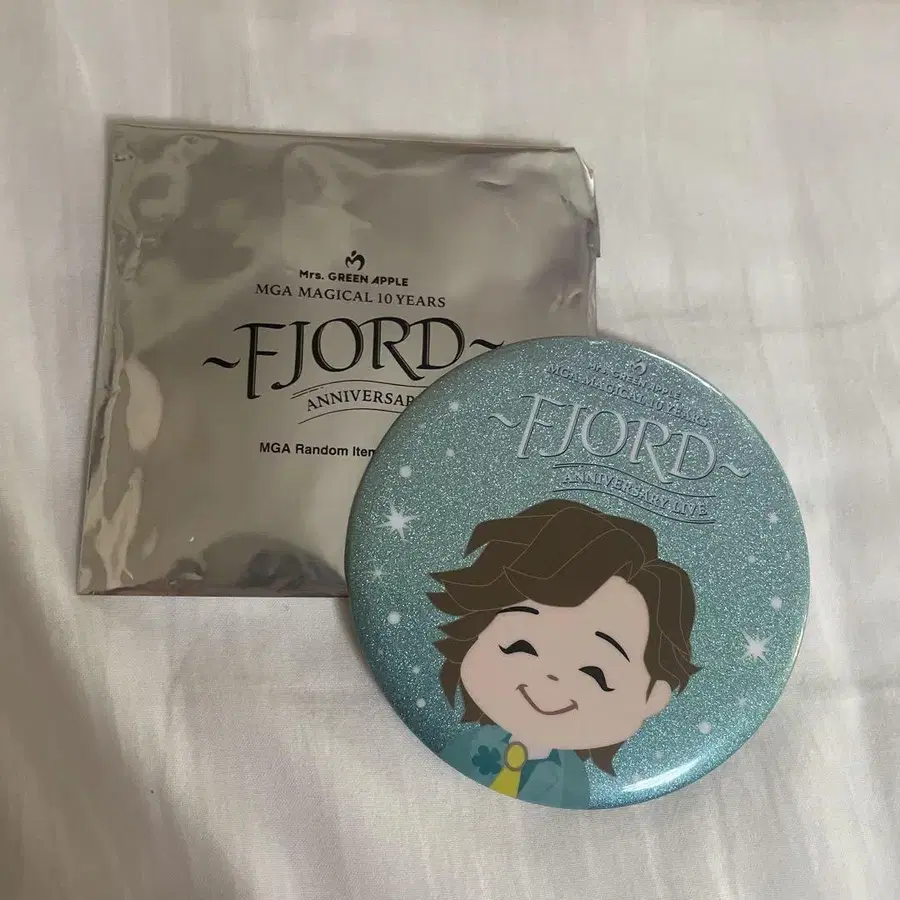 Mrs. GREEN APPLE
MGA MAGICAL 10 YEARS
~FJORD~
ANNIVERSAR
MGA Random Item
Mrs. GREEN APPLE
MGA MAGICAL 10 YEARS
~FJORD~
ANNIVERSARY LIVE